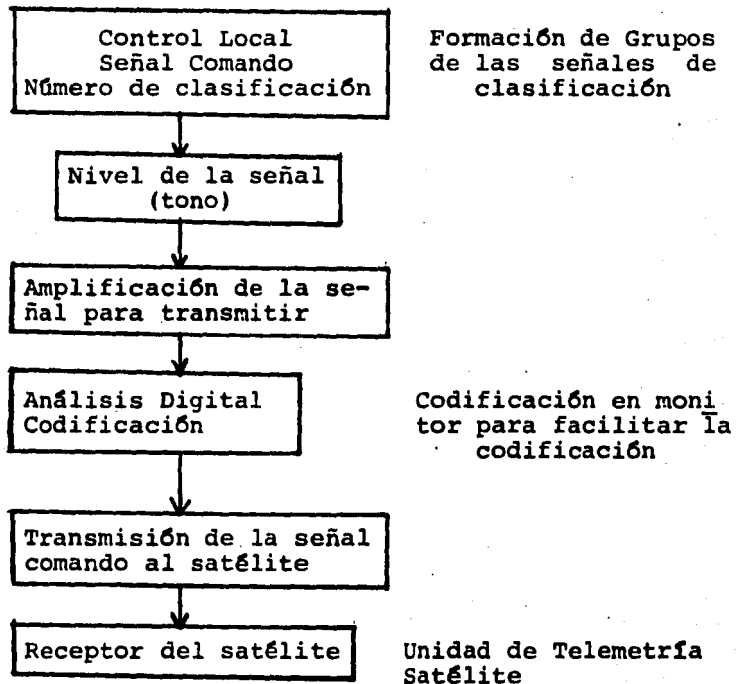 Control Local
Señal Comando
Número de clasificación
Formación de Grupos
de las señales de
clasificación
Nivel de la señal
(tono)
Amplificación de la se-
ñal para transmitir
Análisis Digital
Codificación
Codificación en moni
tor para facilitar la
codificación
Transmisión de la señal
comando al satélite
Receptor del satélite
Unidad de Telemetría
Satélite